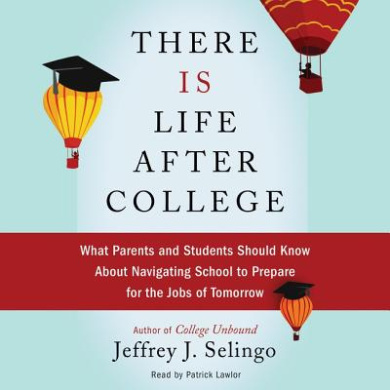 THERE
IS
LIFE
AFTER
COLLEGE
What Parents and Students Should Know
About Navigating School to Prepare
for the Jobs of Tomorrow
Author of College Unbound
Jeffrey J. Selingo
Read by Patrick Lawlor